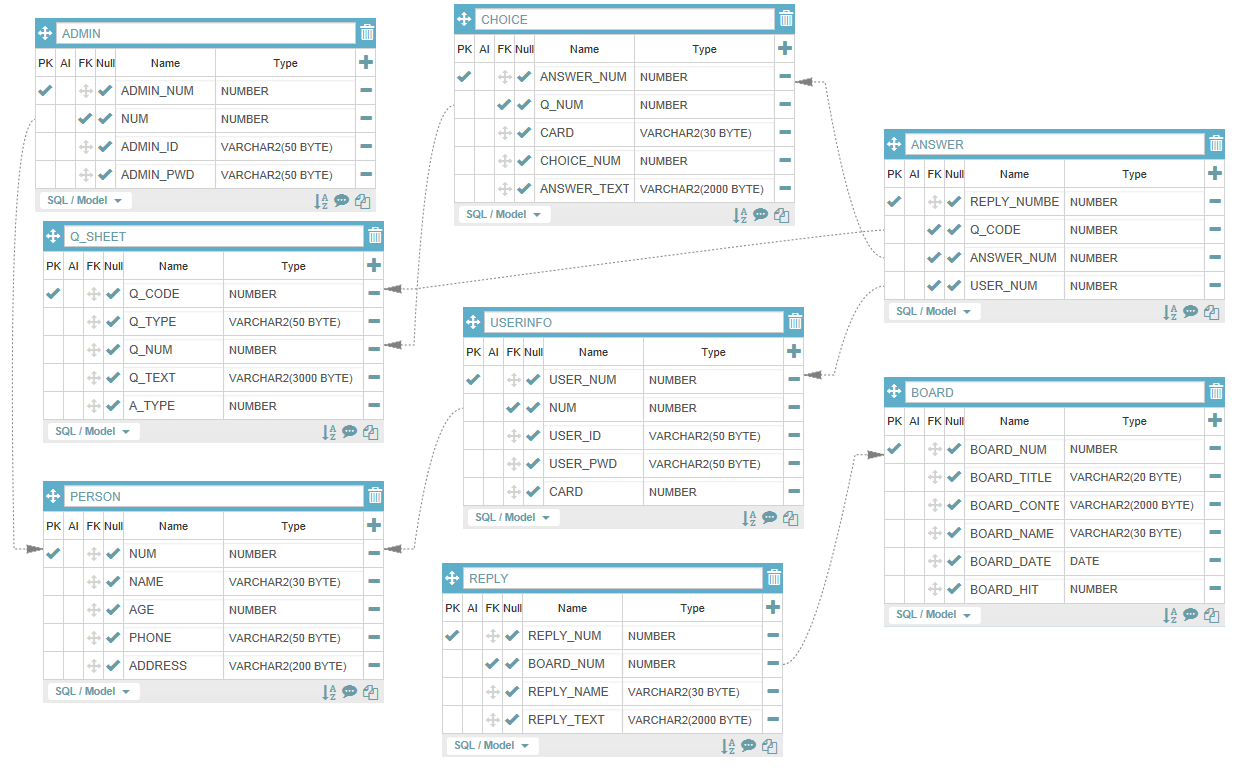 ADMIN
PK AI FK Null Name Type
ADMIN_NUM NUMBER
NUM NUMBER
ADMIN_ID VARCHAR2(50 BYTE)
ADMIN_PWD VARCHAR2(50 BYTE)
SQL / Model
CHOICE
PK AI FK Null Name Type
ANSWER_NUM NUMBER
Q_NUM NUMBER
CARD VARCHAR2(30 BYTE)
CHOICE_NUM NUMBER
ANSWER_TEXT VARCHAR2(2000 BYTE)
SQL / Model
ANSWER
PK AI FK Null Name Type
REPLY_NUMBE NUMBER
Q_CODE NUMBER
ANSWER_NUM NUMBER
USER_NUM NUMBER
SQL / Model
Q_SHEET
PK AI FK Null Name Type
Q_CODE NUMBER
Q_TYPE VARCHAR2(50 BYTE)
Q_NUM NUMBER
Q_TEXT VARCHAR2(3000 BYTE)
A_TYPE VARCHAR2(50 BYTE)
SQL / Model
USERINFO
PK AI FK Null Name Type
USER_NUM NUMBER
NUM NUMBER
USER_ID VARCHAR2(50 BYTE)
USER_PWD VARCHAR2(50 BYTE)
CARD NUMBER
SQL / Model
BOARD
PK AI FK Null Name Type
BOARD_NUM NUMBER
BOARD_TITLE VARCHAR2(20 BYTE)
BOARD_CONTE VARCHAR2(2000 BYTE)
BOARD_NAME VARCHAR2(30 BYTE)
BOARD_DATE DATE
BOARD_HIT NUMBER
SQL / Model
PERSON
PK AI FK Null Name Type
NUM NUMBER
NAME VARCHAR2(30 BYTE)
AGE NUMBER
PHONE VARCHAR2(50 BYTE)
ADDRESS VARCHAR2(200 BYTE)
SQL / Model
REPLY
PK AI FK Null Name Type
REPLY_NUM NUMBER
BOARD_NUM NUMBER
REPLY_NAME VARCHAR2(30 BYTE)
REPLY_TEXT VARCHAR2(2000 BYTE)
SQL / Model